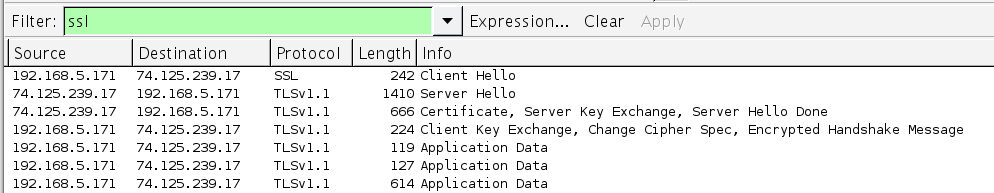 Filter: ssl Expression... Clear Apply
Source Destination Protocol Length Info
192.168.5.171 74.125.239.17 SSL 242 Client Hello
74.125.239.17 192.168.5.171 TLSv1.1 1410 Server Hello
74.125.239.17 192.168.5.171 TLSv1.1 666 Certificate, Server Key Exchange, Server Hello Done
192.168.5.171 74.125.239.17 TLSv1.1 224 Client Key Exchange, Change Cipher Spec, Encrypted Handshake Message
192.168.5.171 74.125.239.17 TLSv1.1 119 Application Data
192.168.5.171 74.125.239.17 TLSv1.1 127 Application Data
192.168.5.171 74.125.239.17 TLSv1.1 614 Application Data